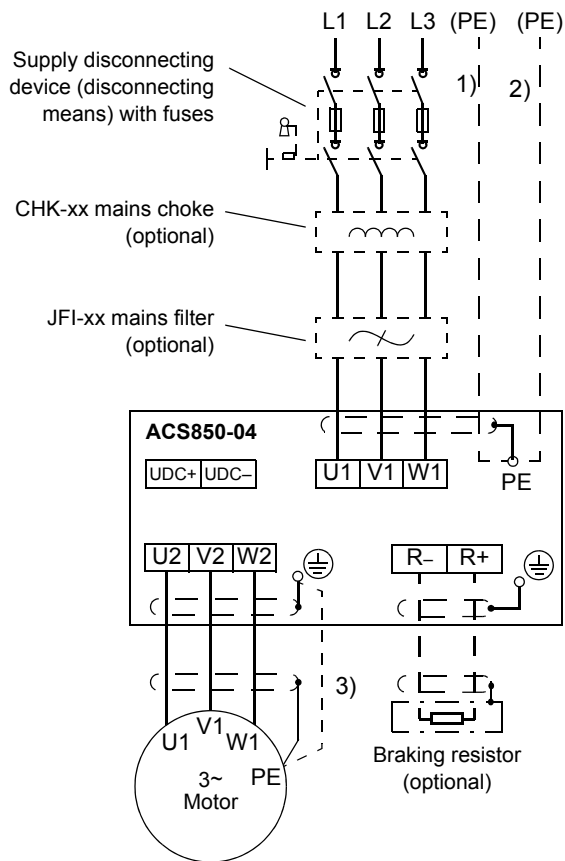 L1 L2 L3 (PE) (PE)
Supply disconnecting
device (disconnecting
means) with fuses
1)
2)
CHK-xx mains choke
(optional)
JFI-xx mains filter
(optional)
ACS850-04
UDC+ UDC–
U1 V1 W1
PE
U2 V2 W2
R– R+
3)
U1 V1 W1
PE
3~
Motor
Braking resistor
(optional)